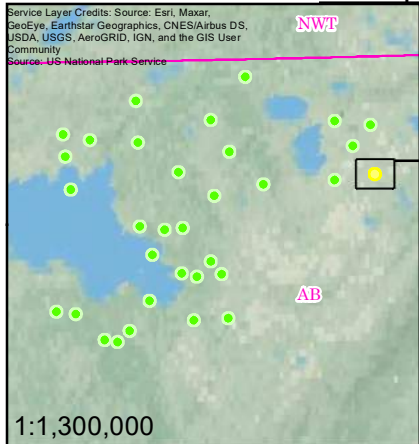 Service Layer Credits: Source: Esri, Maxar,
GeoEye, Earthstar Geographics, CNES/Airbus DS,
USDA, USGS, AeroGRID, IGN, and the GIS User
Community
Source: US National Park Service
NWT
AB
1:1,300,000